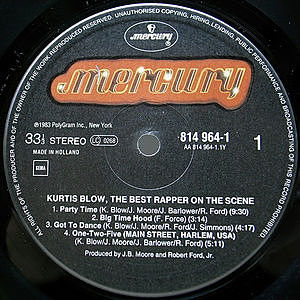 UNAUTHORISED COPYING, HIRING, LENDING, PUBLIC PERFORMANCE AND BROADCASTING OF THIS RECORD PROHIBITED
ALL RIGHTS OF THE PRODUCER AND OF THE OWNER OF THE WORK REPRODUCED RESERVED.
mercury
mercury
℗1983 PolyGram Inc., New York
33⅓ STEREO LC 0268
MADE IN HOLLAND
814 964-1
AA 814 964-1.1Y
1
KURTIS BLOW, THE BEST RAPPER ON THE SCENE
1. Party Time (K. Blow/J. Moore/J. Barlower/R. Ford) (9:30)
2. Big Time Hood (F. Force) (3:14)
3. Got To Dance (K. Blow/J. Moore/R. Ford/J. Simmons) (4:17)
4. One-Two-Five (MAIN STREET, HARLEM, USA)
(K. Blow/J. Moore/J. Barlower/R. Ford) (5:11)
Produced by J.B. Moore and Robert Ford, Jr.